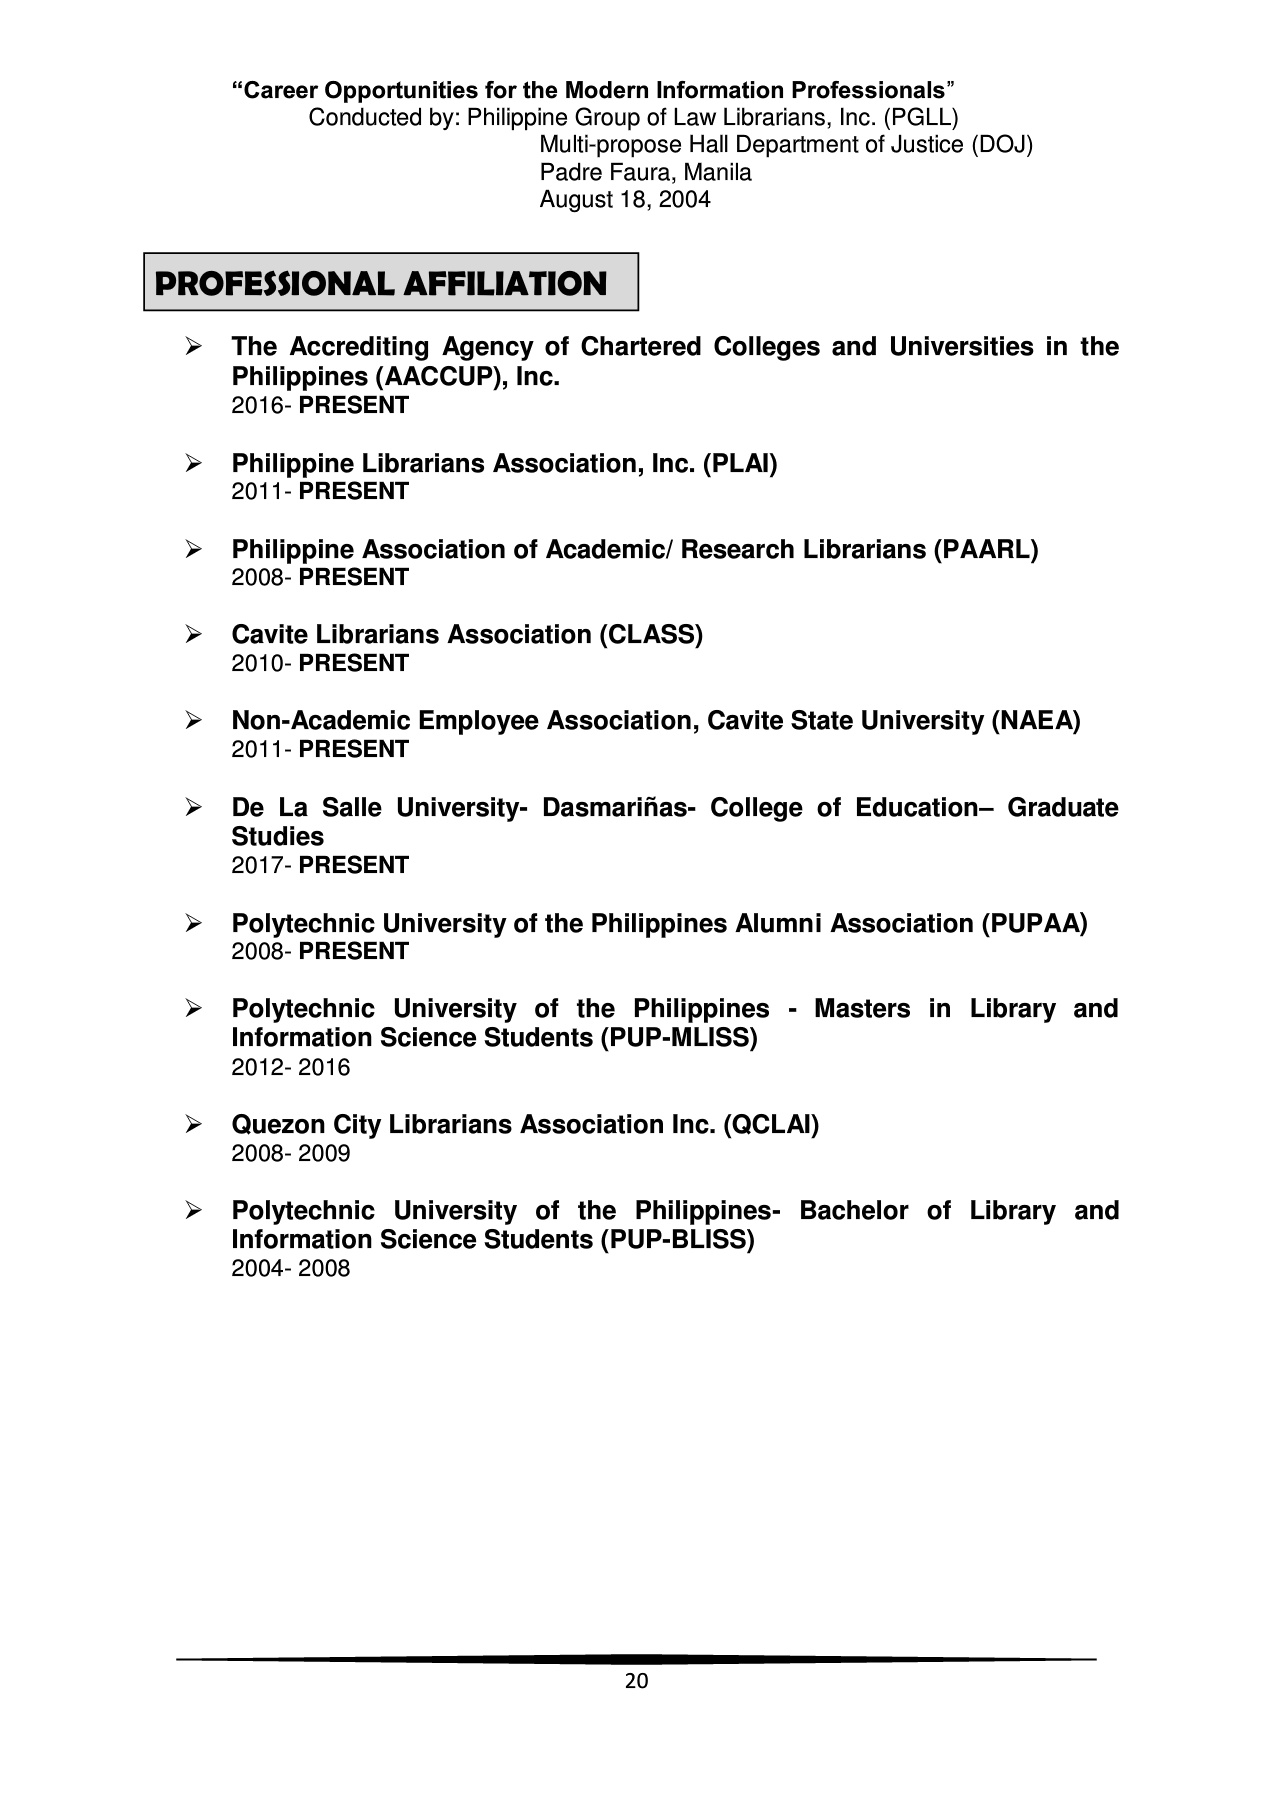 “Career Opportunities for the Modern Information Professionals”
Conducted by: Philippine Group of Law Librarians, Inc. (PGLL)
Multi-propose Hall Department of Justice (DOJ)
Padre Faura, Manila
August 18, 2004
PROFESSIONAL AFFILIATION
➢ The Accrediting Agency of Chartered Colleges and Universities in the
Philippines (AACCUP), Inc.
2016- PRESENT
➢ Philippine Librarians Association, Inc. (PLAI)
2011- PRESENT
➢ Philippine Association of Academic/ Research Librarians (PAARL)
2008- PRESENT
➢ Cavite Librarians Association (CLASS)
2010- PRESENT
➢ Non-Academic Employee Association, Cavite State University (NAEA)
2011- PRESENT
➢ De La Salle University- Dasmariñas- College of Education– Graduate
Studies
2017- PRESENT
➢ Polytechnic University of the Philippines Alumni Association (PUPAA)
2008- PRESENT
➢ Polytechnic University of the Philippines - Masters in Library and
Information Science Students (PUP-MLISS)
2012- 2016
➢ Quezon City Librarians Association Inc. (QCLAI)
2008- 2009
➢ Polytechnic University of the Philippines- Bachelor of Library and
Information Science Students (PUP-BLISS)
2004- 2008
20